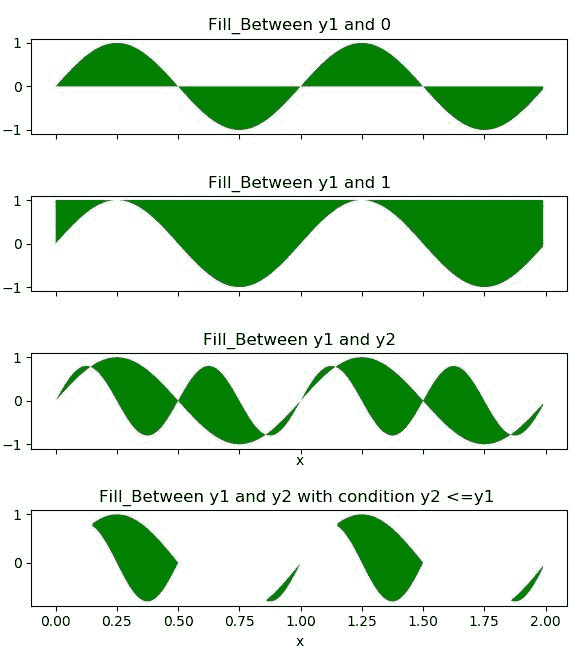 Fill_Between y1 and 0
1
0
−1
Fill_Between y1 and 1
1
0
−1
Fill_Between y1 and y2
1
0
−1
x
Fill_Between y1 and y2 with condition y2 <=y1
1
0
0.00 0.25 0.50 0.75 1.00 1.25 1.50 1.75 2.00
x